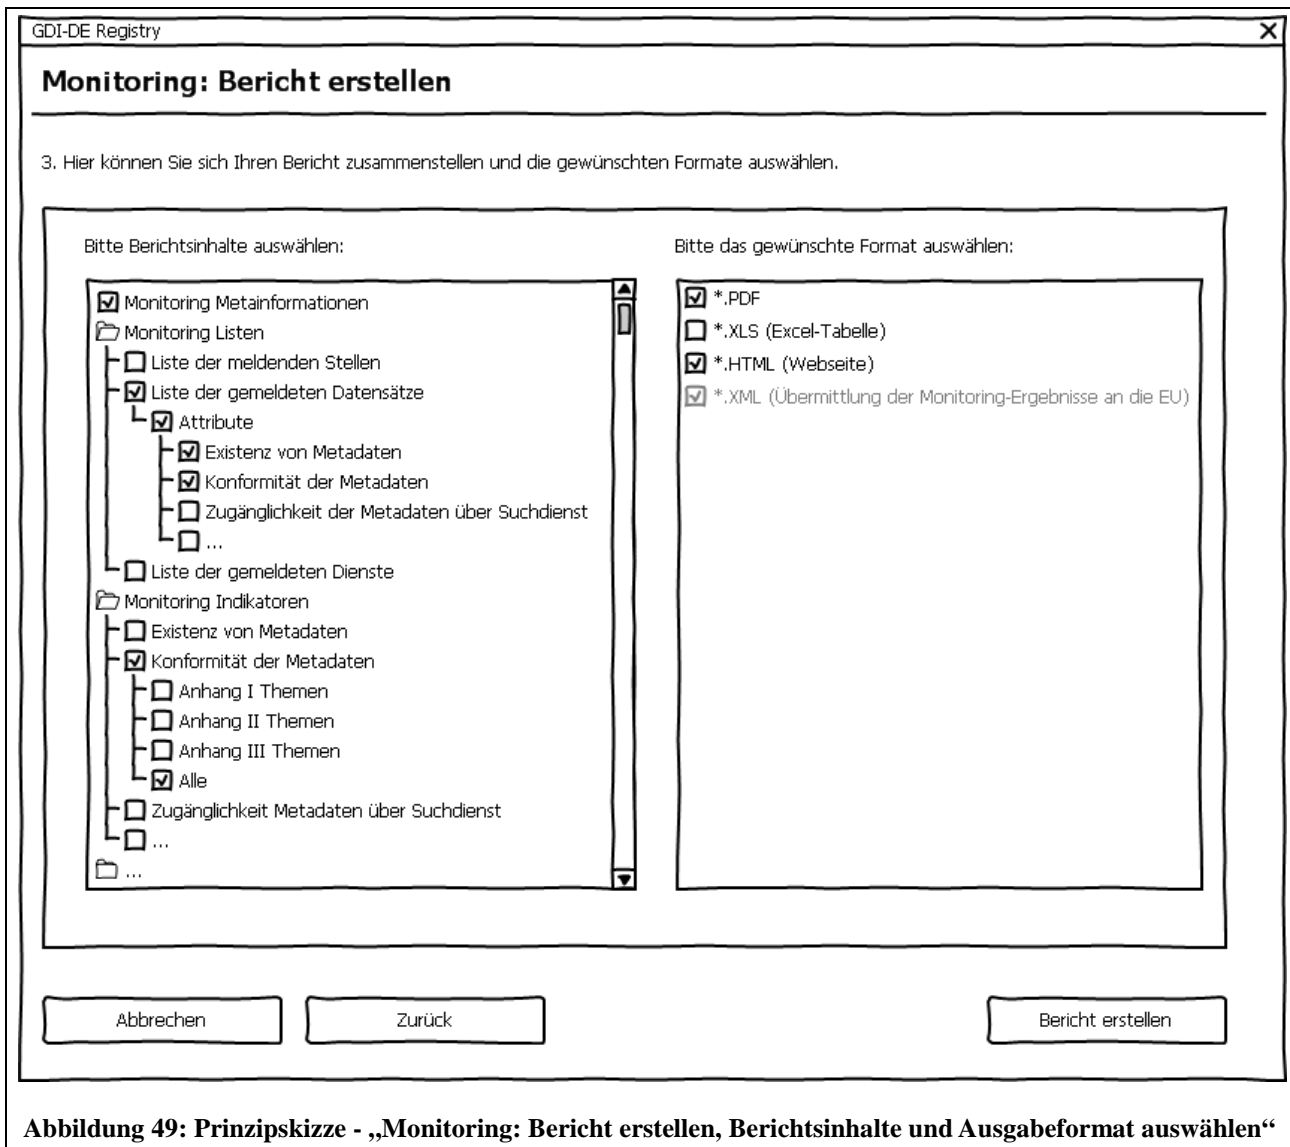 GDI-DE Registry
Monitoring: Bericht erstellen
3. Hier können Sie sich Ihren Bericht zusammenstellen und die gewünschten Formate auswählen.
Bitte Berichtsinhalte auswählen:
Monitoring Metainformationen
Monitoring Listen
Liste der meldenden Stellen
Liste der gemeldeten Datensätze
Attribute
Existenz von Metadaten
Konformität der Metadaten
Zugänglichkeit der Metadaten über Suchdienst
...
Liste der gemeldeten Dienste
Monitoring Indikatoren
Existenz von Metadaten
Konformität der Metadaten
Anhang I Themen
Anhang II Themen
Anhang III Themen
Alle
Zugänglichkeit Metadaten über Suchdienst
...
...
Bitte das gewünschte Format auswählen:
*.PDF
*.XLS (Excel-Tabelle)
*.HTML (Webseite)
*.XML (Übermittlung der Monitoring-Ergebnisse an die EU)
Abbrechen
Zurück
Bericht erstellen
Abbildung 49: Prinzipskizze - „Monitoring: Bericht erstellen, Berichtsinhalte und Ausgabeformat auswählen“